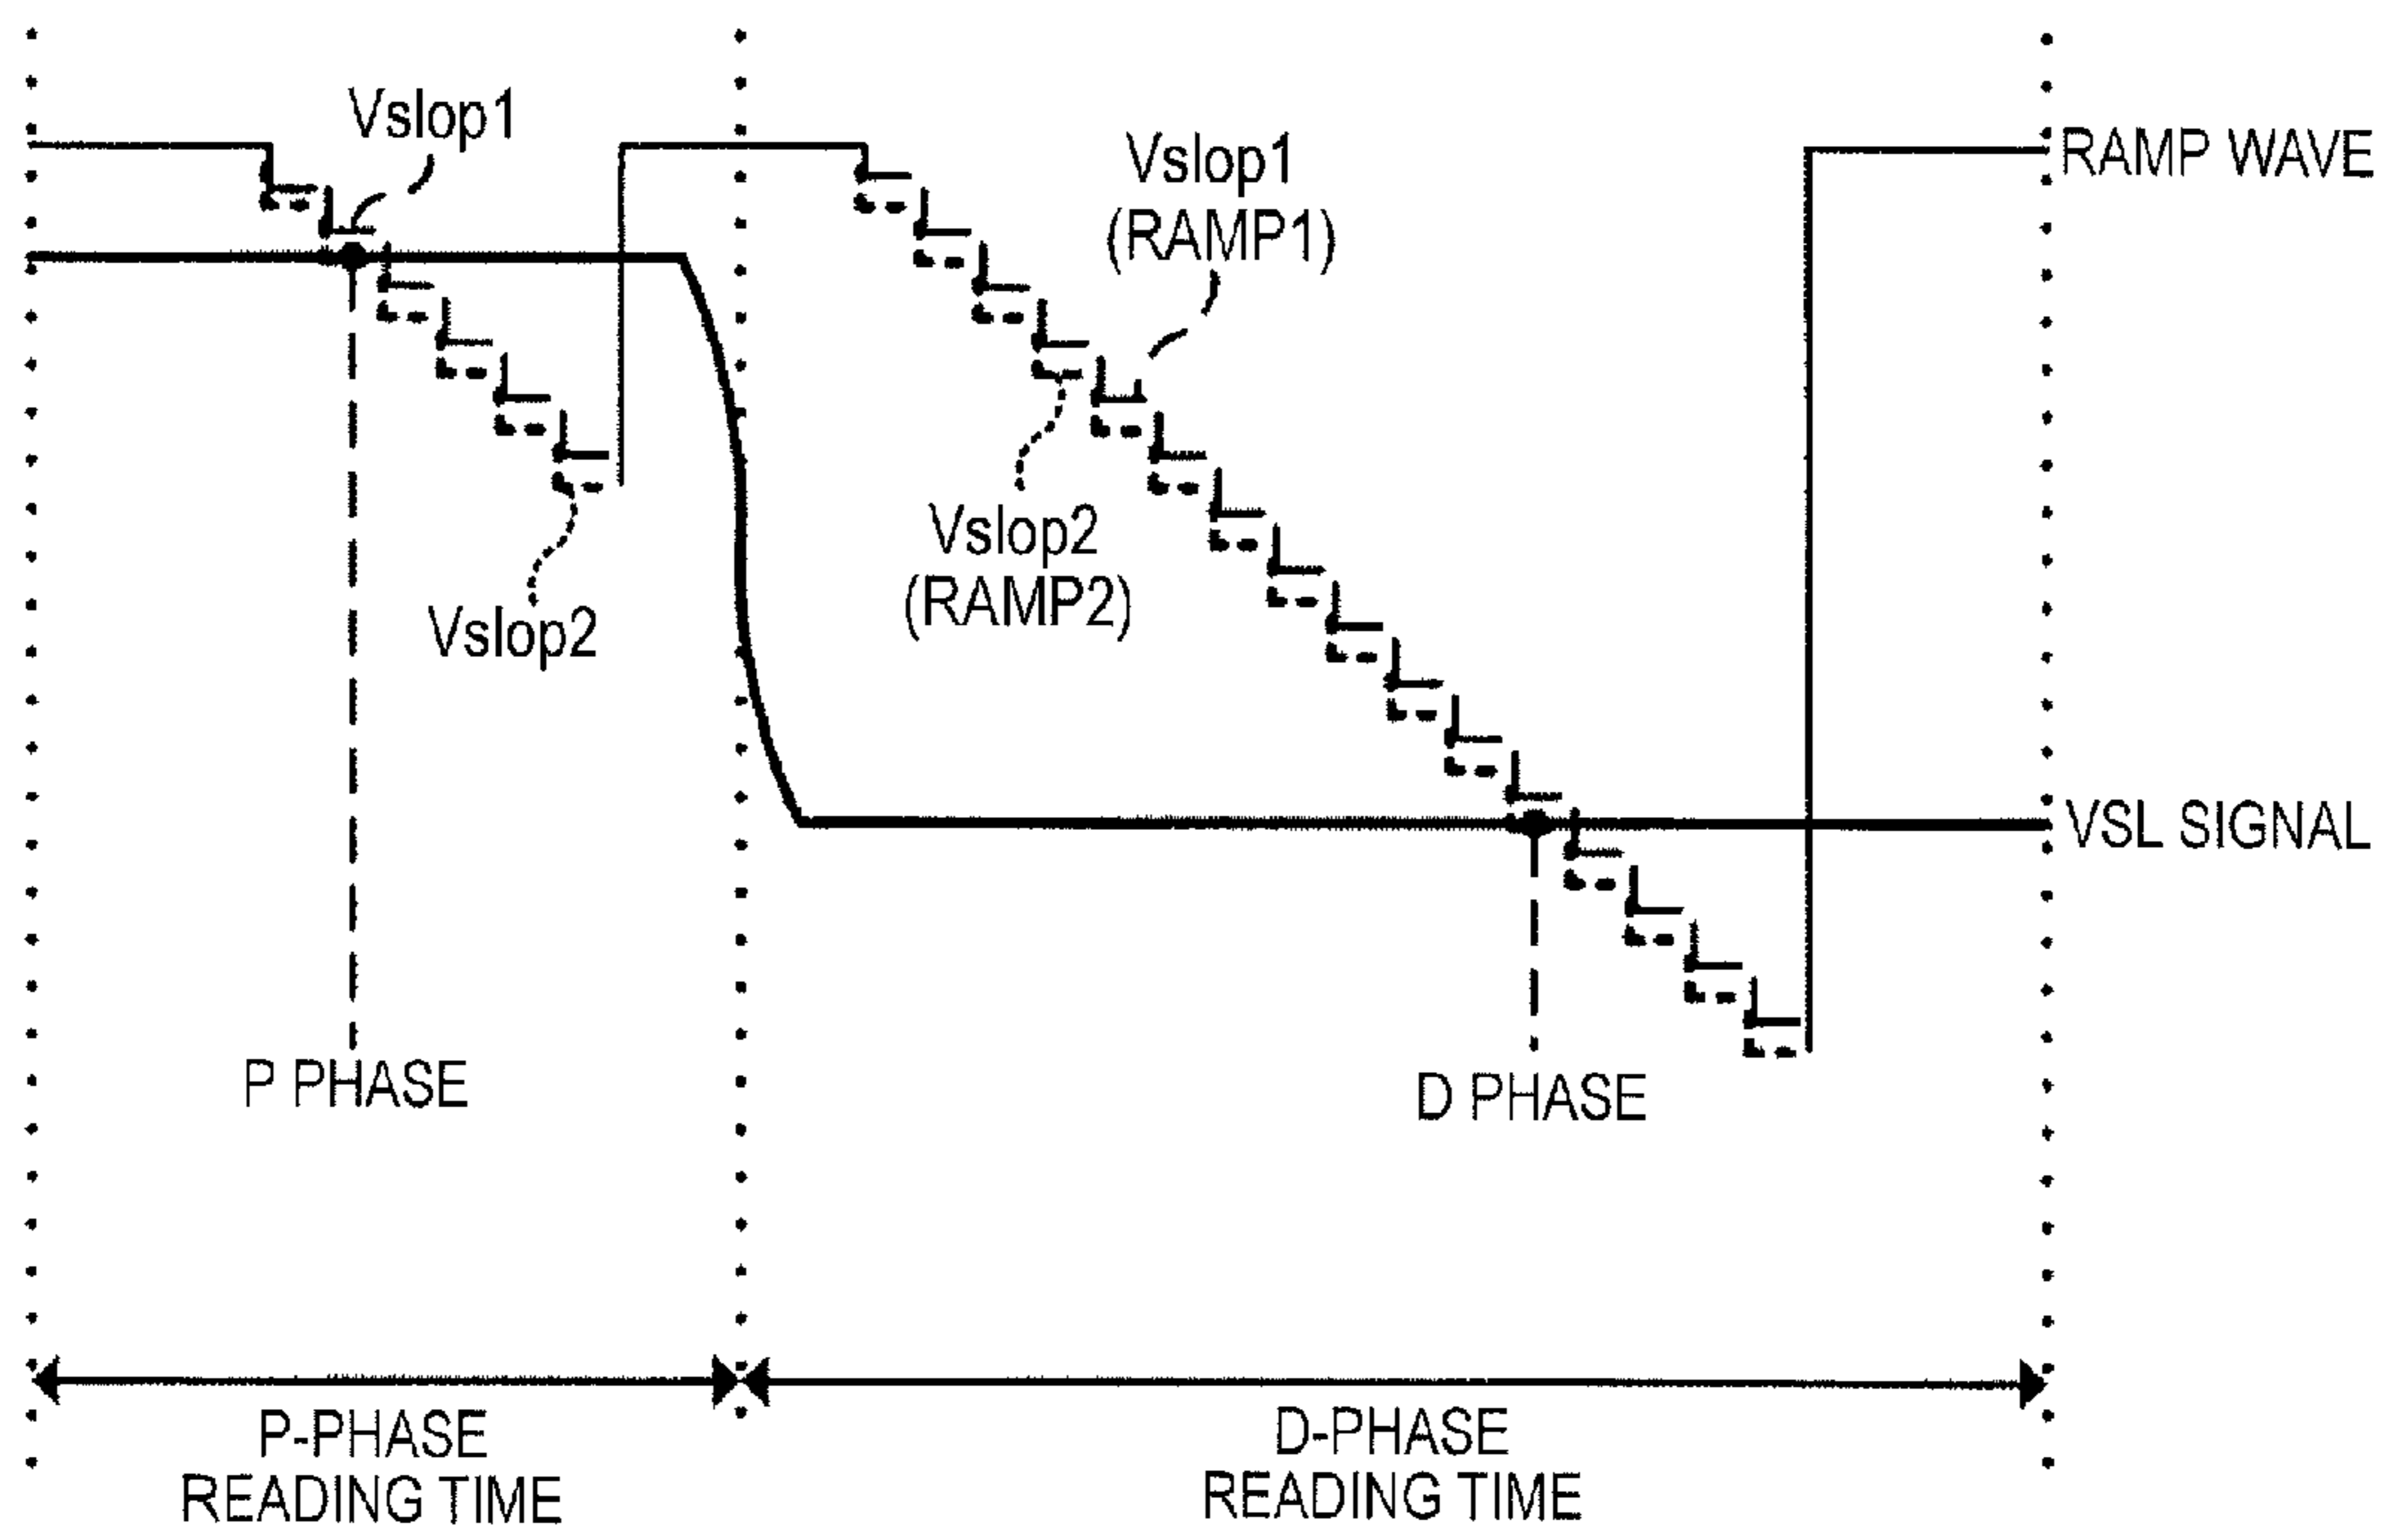 Vslop1
Vslop1
(RAMP1)
RAMP WAVE
Vslop2
(RAMP2)
Vslop2
VSL SIGNAL
P PHASE
D PHASE
P-PHASE
READING TIME
D-PHASE
READING TIME